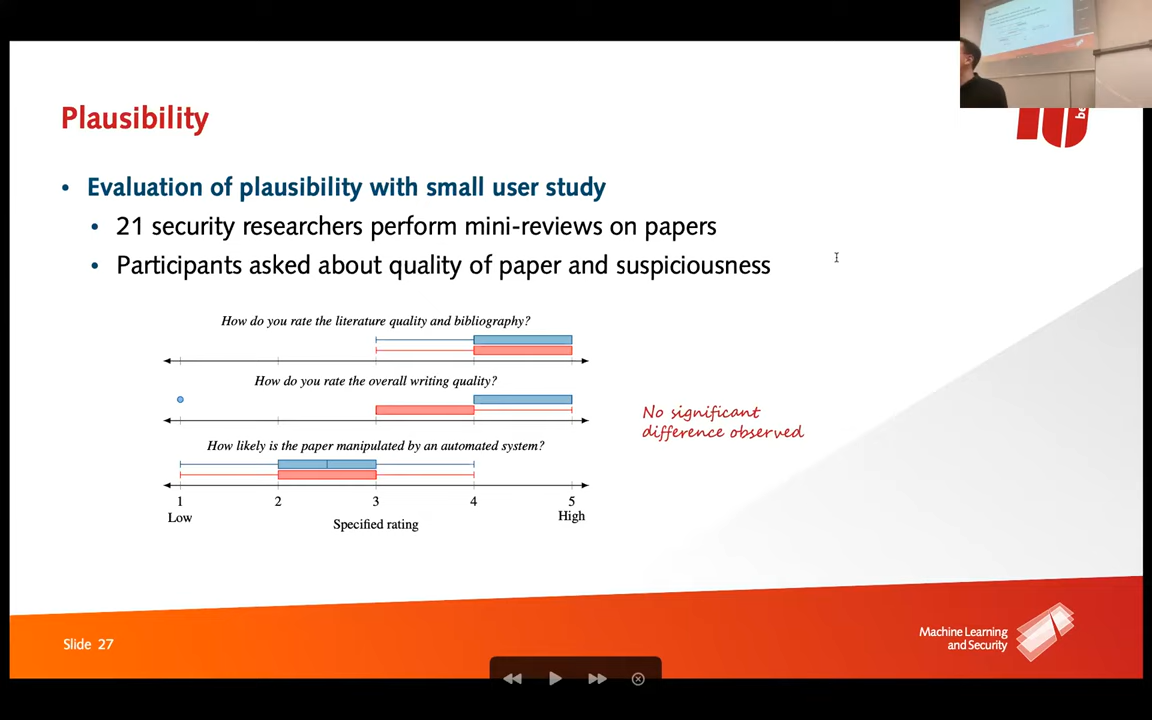 Plausibility
• Evaluation of plausibility with small user study
• 21 security researchers perform mini-reviews on papers
• Participants asked about quality of paper and suspiciousness
How do you rate the literature quality and bibliography?
How do you rate the overall writing quality?
No significant
difference observed
How likely is the paper manipulated by an automated system?
1 2 3 4 5
Low High
Specified rating
Slide 27
Machine Learning
and Security
be